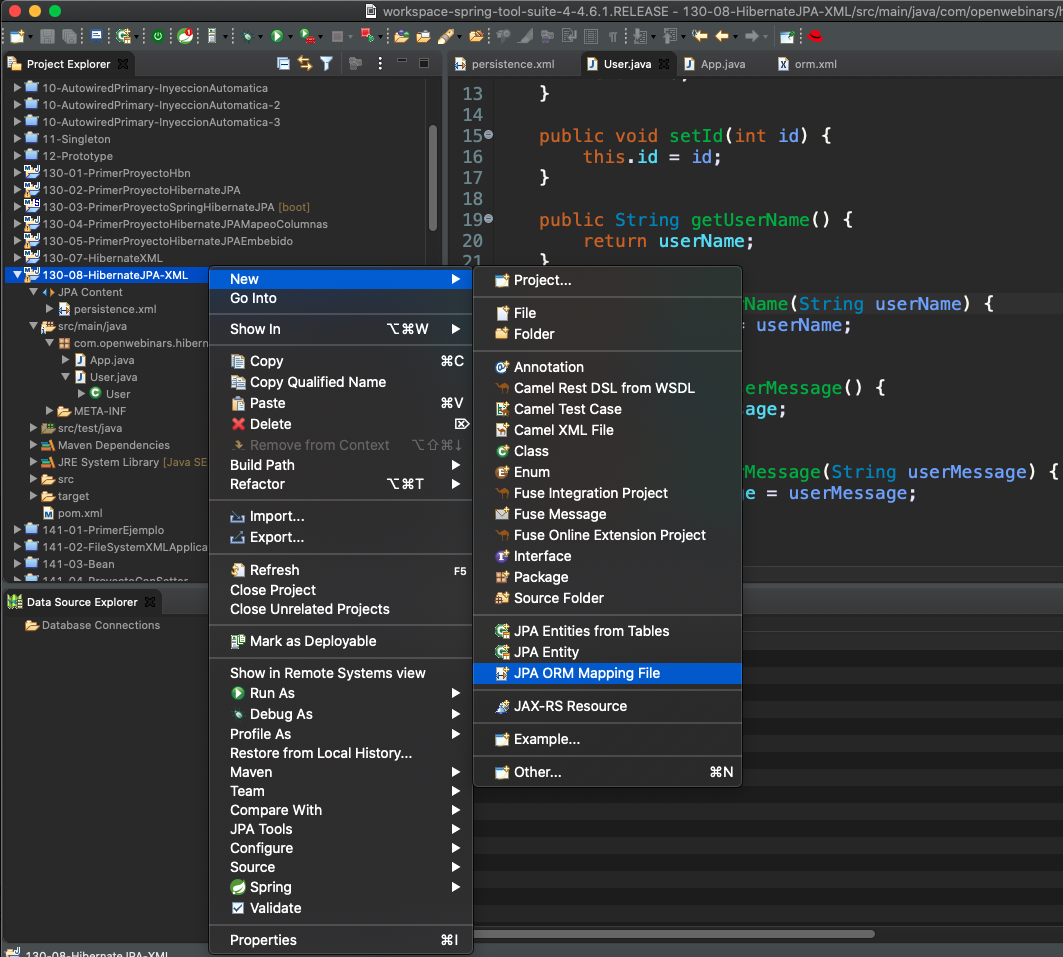 workspace-spring-tool-suite-4-4.6.1.RELEASE - 130-08-HibernateJPA-XML/src/main/java/com/openwebinars/h
Project Explorer
10-AutowiredPrimary-InyeccionAutomatica
10-AutowiredPrimary-InyeccionAutomatica-2
10-AutowiredPrimary-InyeccionAutomatica-3
11-Singleton
12-Prototype
130-01-PrimerProyectoHbn
130-02-PrimerProyectoHibernateJPA
130-03-PrimerProyectoSpringHibernateJPA [boot]
130-04-PrimerProyectoHibernateJPAMapeoColumnas
130-05-PrimerProyectoHibernateJPAEmbebido
130-07-HibernateXML
130-08-HibernateJPA-XML
JPA Content
persistence.xml
src/main/java
com.openwebinars.hibern
App.java
User.java
User
META-INF
src/test/java
Maven Dependencies
JRE System Library [Java SE
src
target
pom.xml
141-01-PrimerEjemplo
141-02-FileSystemXMLApplica
141-03-Bean
141-04-ProyectoConSetter
Data Source Explorer
Database Connections
130-08-HibernateJPA-XML
New
Go Into
Show In ⌥⌘W
Copy ⌘C
Copy Qualified Name
Paste ⌘V
Delete ⌦
Remove from Context ⌥⇧⌘↓
Build Path
Refactor ⌥⌘T
Import...
Export...
Refresh F5
Close Project
Close Unrelated Projects
Mark as Deployable
Show in Remote Systems view
Run As
Debug As
Profile As
Restore from Local History...
Maven
Team
Compare With
JPA Tools
Configure
Source
Spring
Validate
Properties ⌘I
Project...
File
Folder
Annotation
Camel Rest DSL from WSDL
Camel Test Case
Camel XML File
Class
Enum
Fuse Integration Project
Fuse Message
Fuse Online Extension Project
Interface
Package
Source Folder
JPA Entities from Tables
JPA Entity
JPA ORM Mapping File
JAX-RS Resource
Example...
Other... ⌘N
persistence.xml
User.java
App.java
orm.xml
13 }
14
15 public void setId(int id) {
16 this.id = id;
17 }
18
19 public String getUserName() {
20 return userName;
21 }
Name(String userName) {
= userName;
erMessage() {
age;
rMessage(String userMessage) {
e = userMessage;